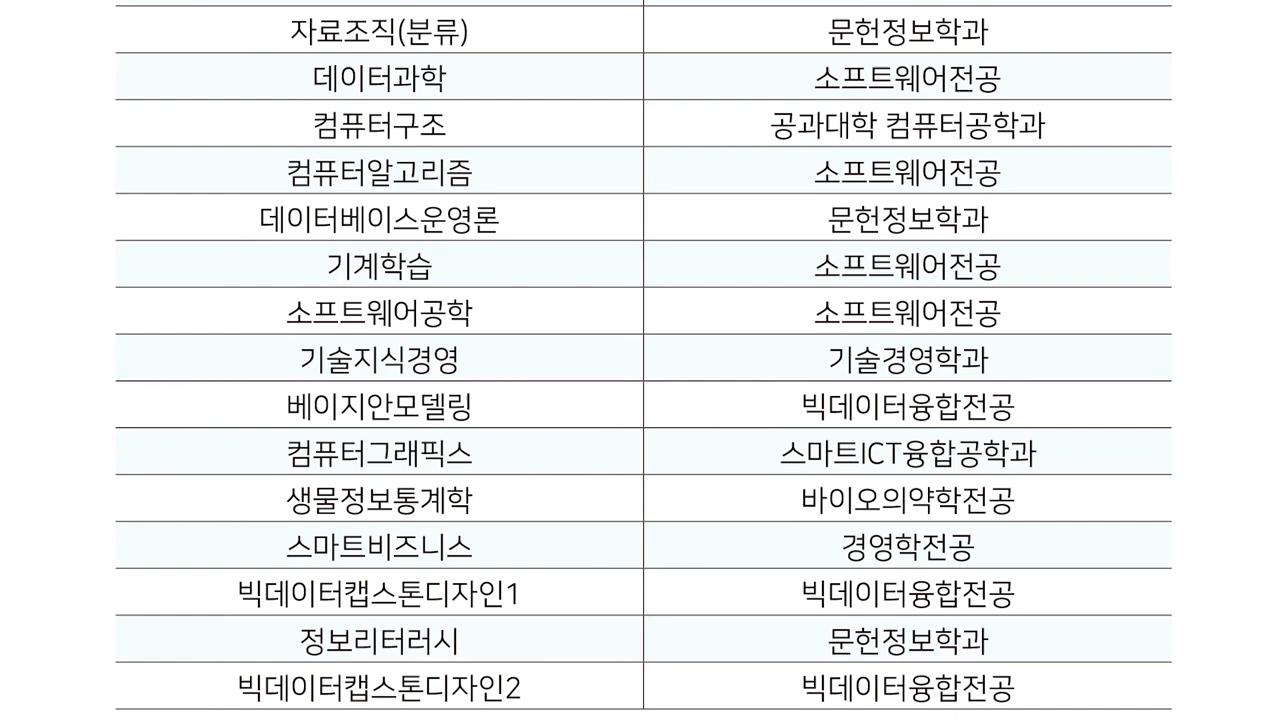 자료조직(분류) 문헌정보학과
데이터과학 소프트웨어전공
컴퓨터구조 공과대학 컴퓨터공학과
컴퓨터알고리즘 소프트웨어전공
데이터베이스운영론 문헌정보학과
기계학습 소프트웨어전공
소프트웨어공학 소프트웨어전공
기술지식경영 기술경영학과
베이지안모델링 빅데이터융합전공
컴퓨터그래픽스 스마트ICT융합공학과
생물정보통계학 바이오의약학전공
스마트비즈니스 경영학전공
빅데이터캡스톤디자인1 빅데이터융합전공
정보리터러시 문헌정보학과
빅데이터캡스톤디자인2 빅데이터융합전공